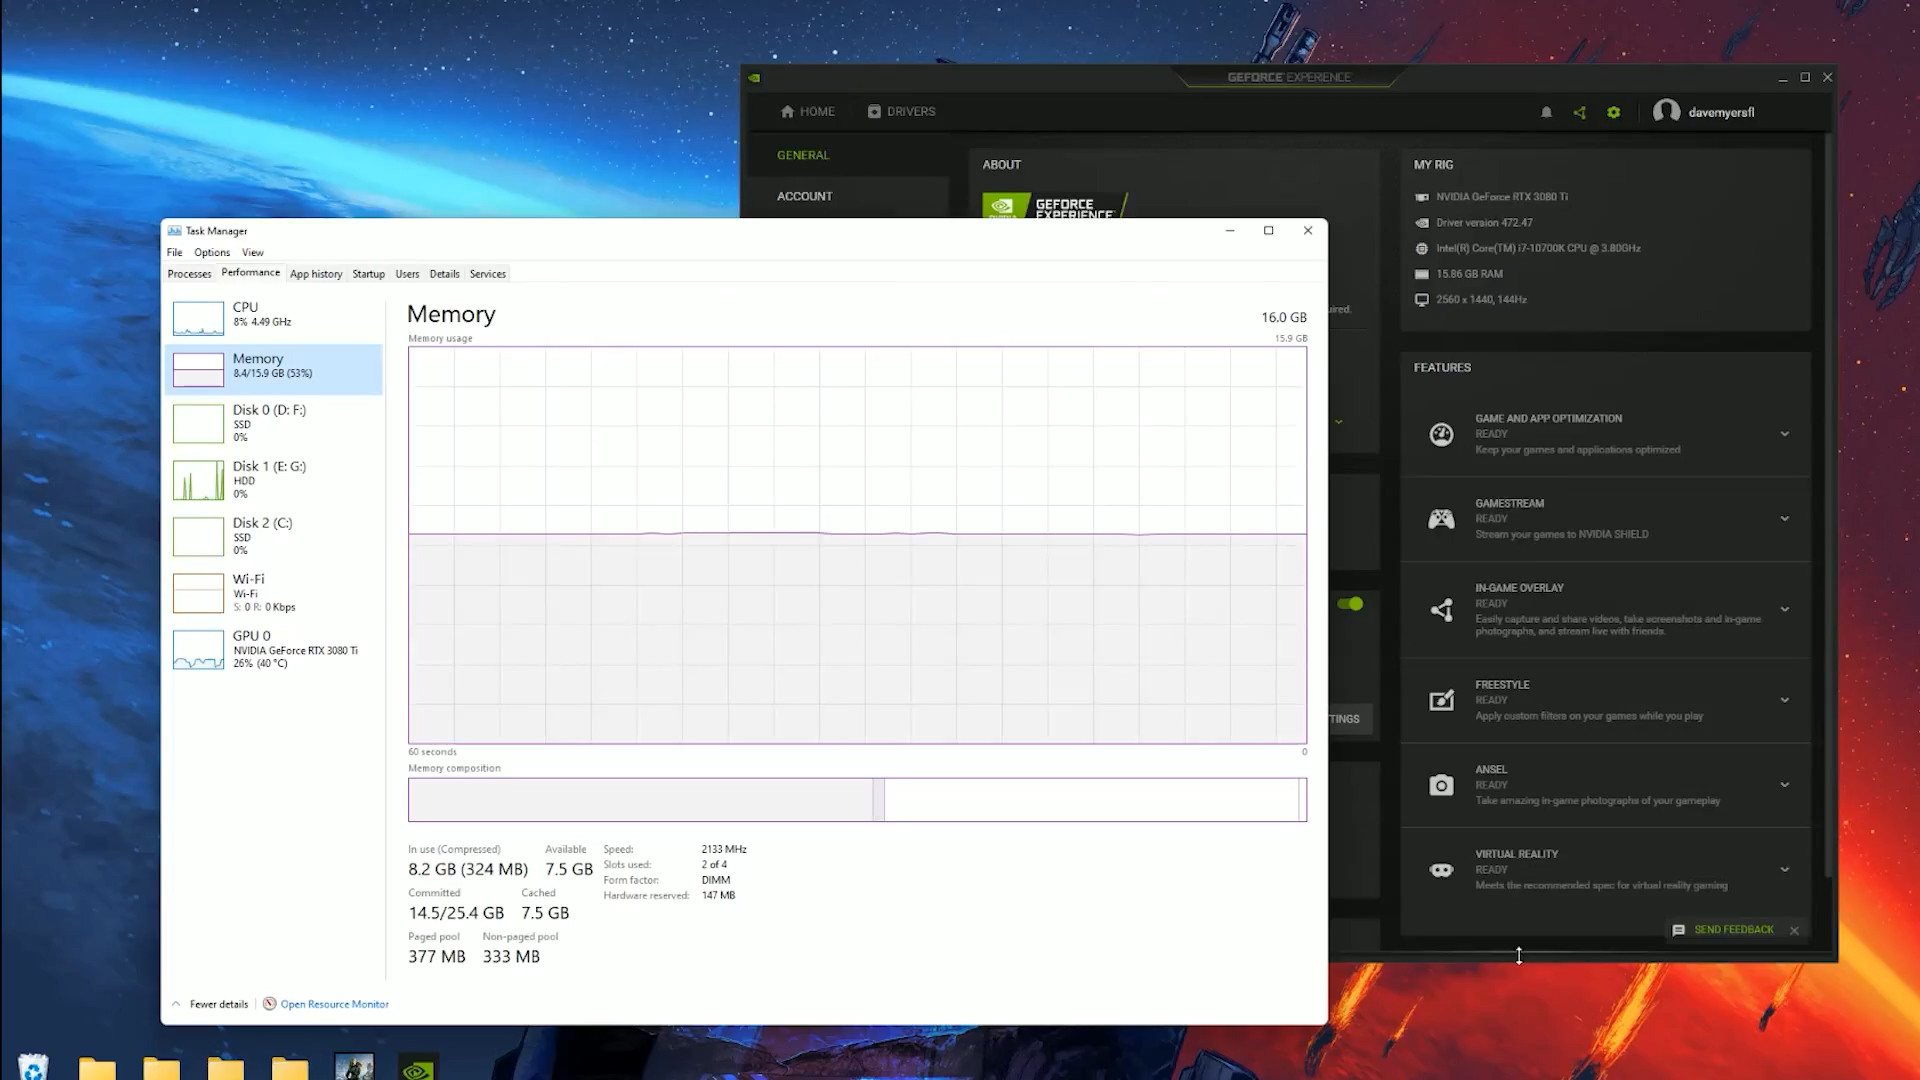 GEFORCE EXPERIENCE
HOME
DRIVERS
davemyersfl
GENERAL
ACCOUNT
ABOUT
GEFORCE
EXPERIENCE
MY RIG
NVIDIA GeForce RTX 3080 Ti
Driver version 472.47
Intel(R) Core(TM) i7-10700K CPU @ 3.80GHz
15.86 GB RAM
2560 x 1440, 144Hz
uired.
TINGS
FEATURES
GAME AND APP OPTIMIZATION
READY
Keep your games and applications optimized
GAMESTREAM
READY
Stream your games to NVIDIA SHIELD
IN-GAME OVERLAY
READY
Easily capture and share videos, take screenshots and in-game
photographs, and stream live with friends.
FREESTYLE
READY
Apply custom filters on your games while you play
ANSEL
READY
Take amazing in-game photographs of your gameplay
VIRTUAL REALITY
READY
Meets the recommended spec for virtual reality gaming
SEND FEEDBACK
Task Manager
File Options View
Processes Performance App history Startup Users Details Services
CPU
8% 4.49 GHz
Memory
8.4/15.9 GB (53%)
Disk 0 (D: F:)
SSD
0%
Disk 1 (E: G:)
HDD
0%
Disk 2 (C:)
SSD
0%
Wi-Fi
Wi-Fi
S: 0 R: 0 Kbps
GPU 0
NVIDIA GeForce RTX 3080 Ti
26% (40 °C)
Memory
16.0 GB
Memory usage
15.9 GB
60 seconds
0
Memory composition
In use (Compressed)
8.2 GB (324 MB)
Available
7.5 GB
Committed
14.5/25.4 GB
Cached
7.5 GB
Paged pool
377 MB
Non-paged pool
333 MB
Speed: 2133 MHz
Slots used: 2 of 4
Form factor: DIMM
Hardware reserved: 147 MB
Fewer details
Open Resource Monitor